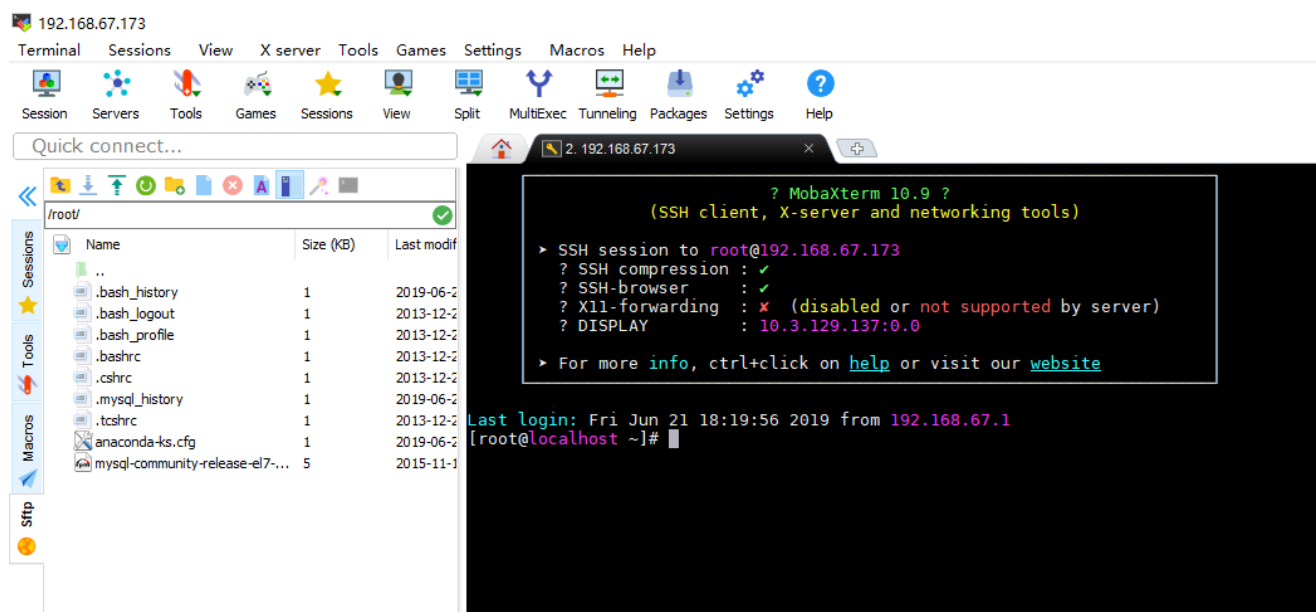 192.168.67.173
Terminal Sessions View X server Tools Games Settings Macros Help
Session Servers Tools Games Sessions View Split MultiExec Tunneling Packages Settings Help
Quick connect...
2. 192.168.67.173
/root/
Name Size (KB) Last modif
..
.bash_history 1 2019-06-2
.bash_logout 1 2013-12-2
.bash_profile 1 2013-12-2
.bashrc 1 2013-12-2
.cshrc 1 2013-12-2
.mysql_history 1 2019-06-2
.tcshrc 1 2013-12-2
anaconda-ks.cfg 1 2019-06-2
mysql-community-release-el7-... 5 2015-11-1
Sessions
Tools
Macros
Sftp
? MobaXterm 10.9 ?
(SSH client, X-server and networking tools)
➤ SSH session to root@192.168.67.173
? SSH compression : ✔
? SSH-browser : ✔
? X11-forwarding : ✘ (disabled or not supported by server)
? DISPLAY : 10.3.129.137:0.0
➤ For more info, ctrl+click on help or visit our website
Last login: Fri Jun 21 18:19:56 2019 from 192.168.67.1
[root@localhost ~]#